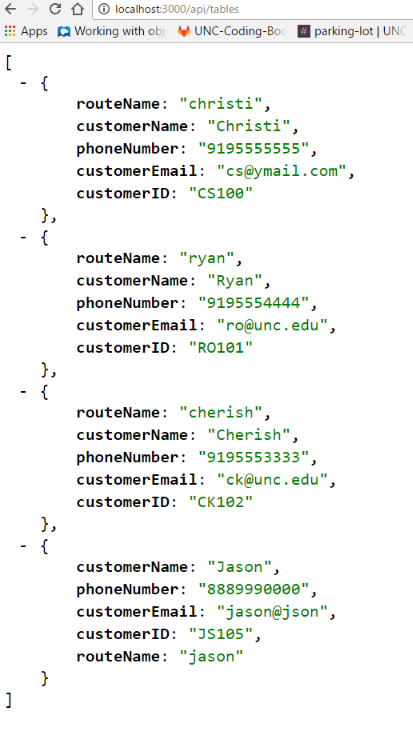 localhost:3000/api/tables
Apps Working with obj UNC-Coding-Boo # parking-lot | UNC
[
- {
routeName: "christi",
customerName: "Christi",
phoneNumber: "9195555555",
customerEmail: "cs@ymail.com",
customerID: "CS100"
},
- {
routeName: "ryan",
customerName: "Ryan",
phoneNumber: "9195554444",
customerEmail: "ro@unc.edu",
customerID: "RO101"
},
- {
routeName: "cherish",
customerName: "Cherish",
phoneNumber: "9195553333",
customerEmail: "ck@unc.edu",
customerID: "CK102"
},
- {
customerName: "Jason",
phoneNumber: "8889990000",
customerEmail: "jason@json",
customerID: "JS105",
routeName: "jason"
}
]